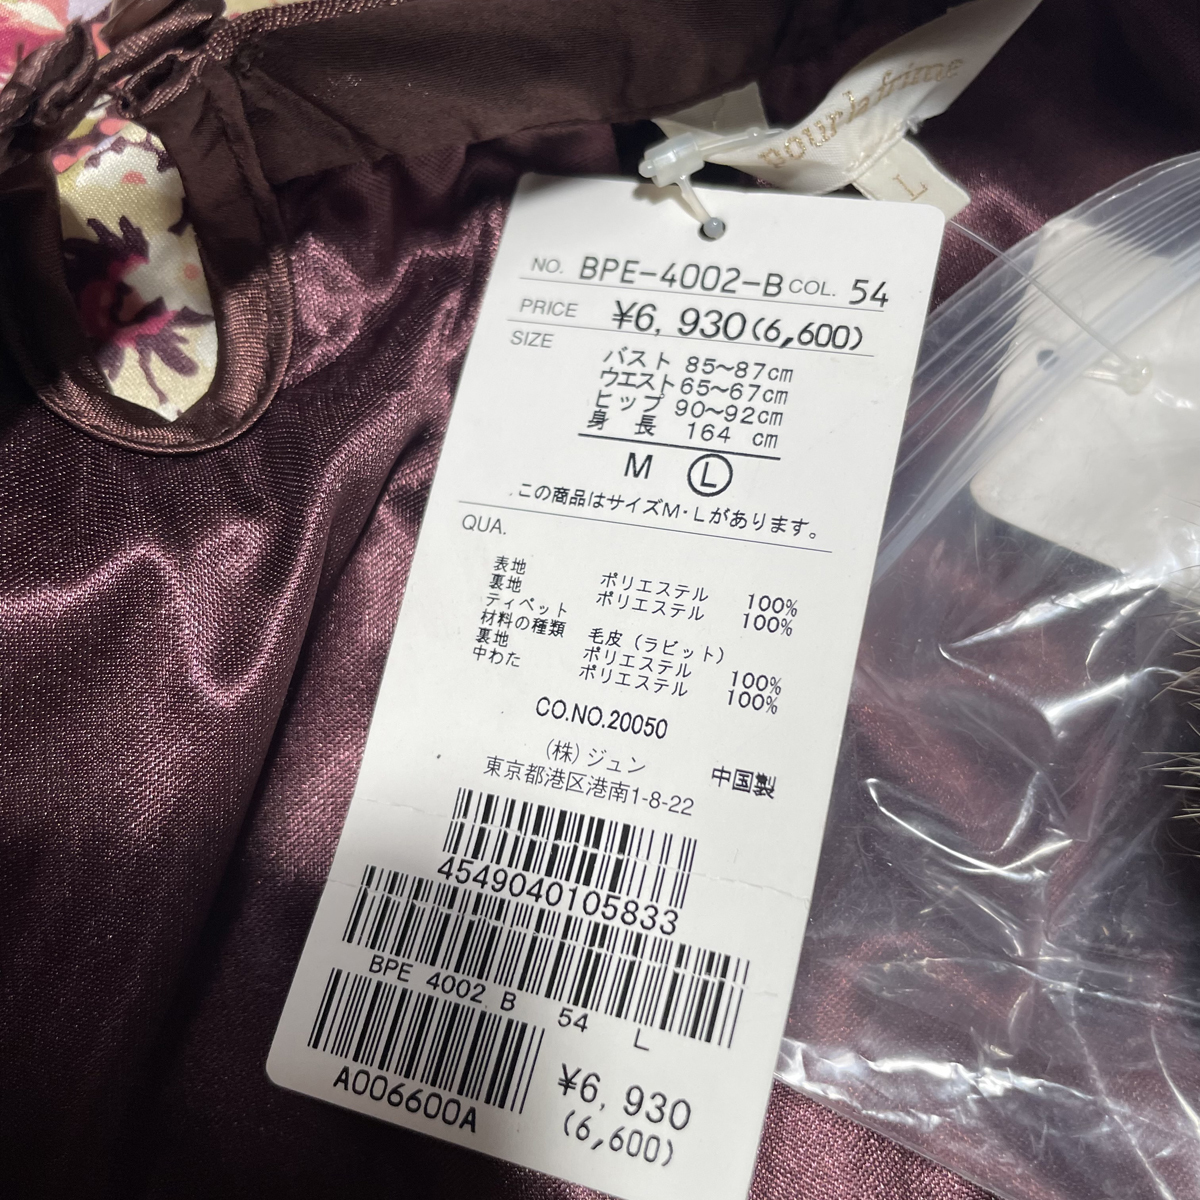 pour la frime
L
NO. BPE-4002-B COL. 54
PRICE ¥6,930(6,600)
SIZE
バスト 85~87cm
ウエスト 65~67cm
ヒップ 90~92cm
身長 164 cm
M Ⓛ
この商品はサイズM・Lがあります。
QUA.
表地 ポリエステル 100%
裏地 ポリエステル 100%
ティペット
材料の種類 毛皮(ラビット)
裏地 ポリエステル 100%
中わた ポリエステル 100%
CO.NO.20050
(株)ジュン 中国製
東京都港区港南1-8-22
4549040105833
BPE 4002 B 54 L
A006600A
¥6,930
(6,600)